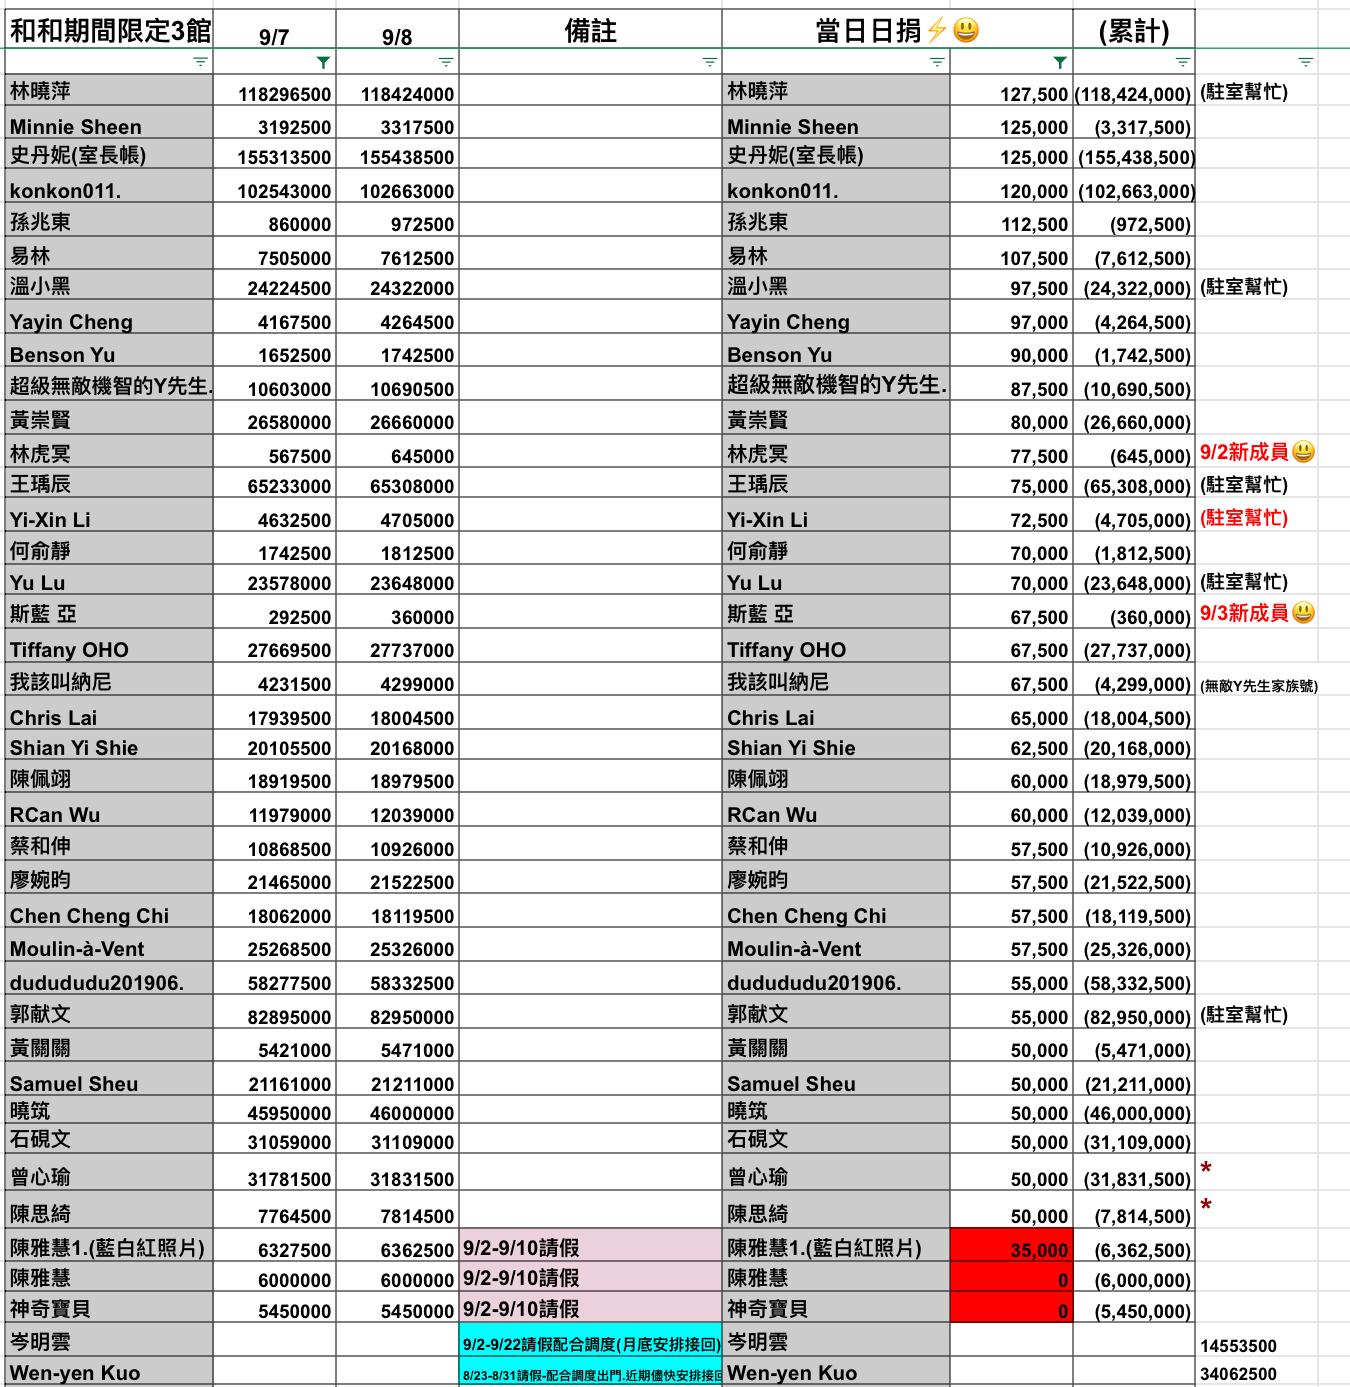 和和期間限定3館 9/7 9/8 備註 當日日捐⚡😃 (累計)
林曉萍 118296500 118424000 林曉萍 127,500 (118,424,000) (駐室幫忙)
Minnie Sheen 3192500 3317500 Minnie Sheen 125,000 (3,317,500)
史丹妮(室長帳) 155313500 155438500 史丹妮(室長帳) 125,000 (155,438,500)
konkon011. 102543000 102663000 konkon011. 120,000 (102,663,000)
孫兆東 860000 972500 孫兆東 112,500 (972,500)
易林 7505000 7612500 易林 107,500 (7,612,500)
溫小黑 24224500 24322000 溫小黑 97,500 (24,322,000) (駐室幫忙)
Yayin Cheng 4167500 4264500 Yayin Cheng 97,000 (4,264,500)
Benson Yu 1652500 1742500 Benson Yu 90,000 (1,742,500)
超級無敵機智的Y先生. 10603000 10690500 超級無敵機智的Y先生. 87,500 (10,690,500)
黃崇賢 26580000 26660000 黃崇賢 80,000 (26,660,000)
林虎冥 567500 645000 林虎冥 77,500 (645,000) 9/2新成員😃
王瑀辰 65233000 65308000 王瑀辰 75,000 (65,308,000) (駐室幫忙)
Yi-Xin Li 4632500 4705000 Yi-Xin Li 72,500 (4,705,000) (駐室幫忙)
何俞靜 1742500 1812500 何俞靜 70,000 (1,812,500)
Yu Lu 23578000 23648000 Yu Lu 70,000 (23,648,000) (駐室幫忙)
斯藍 亞 292500 360000 斯藍 亞 67,500 (360,000) 9/3新成員😃
Tiffany OHO 27669500 27737000 Tiffany OHO 67,500 (27,737,000)
我該叫納尼 4231500 4299000 我該叫納尼 67,500 (4,299,000) (無敵Y先生家族號)
Chris Lai 17939500 18004500 Chris Lai 65,000 (18,004,500)
Shian Yi Shie 20105500 20168000 Shian Yi Shie 62,500 (20,168,000)
陳佩翊 18919500 18979500 陳佩翊 60,000 (18,979,500)
RCan Wu 11979000 12039000 RCan Wu 60,000 (12,039,000)
蔡和伸 10868500 10926000 蔡和伸 57,500 (10,926,000)
廖婉昀 21465000 21522500 廖婉昀 57,500 (21,522,500)
Chen Cheng Chi 18062000 18119500 Chen Cheng Chi 57,500 (18,119,500)
Moulin-à-Vent 25268500 25326000 Moulin-à-Vent 57,500 (25,326,000)
dudududu201906. 58277500 58332500 dudududu201906. 55,000 (58,332,500)
郭献文 82895000 82950000 郭献文 55,000 (82,950,000) (駐室幫忙)
黃關關 5421000 5471000 黃關關 50,000 (5,471,000)
Samuel Sheu 21161000 21211000 Samuel Sheu 50,000 (21,211,000)
曉筑 45950000 46000000 曉筑 50,000 (46,000,000)
石硯文 31059000 31109000 石硯文 50,000 (31,109,000)
曾心瑜 31781500 31831500 曾心瑜 50,000 (31,831,500) *
陳思綺 7764500 7814500 陳思綺 50,000 (7,814,500) *
陳雅慧1.(藍白紅照片) 6327500 6362500 9/2-9/10請假 陳雅慧1.(藍白紅照片) 35,000 (6,362,500)
陳雅慧 6000000 6000000 9/2-9/10請假 陳雅慧 0 (6,000,000)
神奇寶貝 5450000 5450000 9/2-9/10請假 神奇寶貝 0 (5,450,000)
岑明雲 9/2-9/22請假配合調度(月底安排接回) 岑明雲 14553500
Wen-yen Kuo 8/23-8/31請假-配合調度出門.近期儘快安排接回 Wen-yen Kuo 34062500